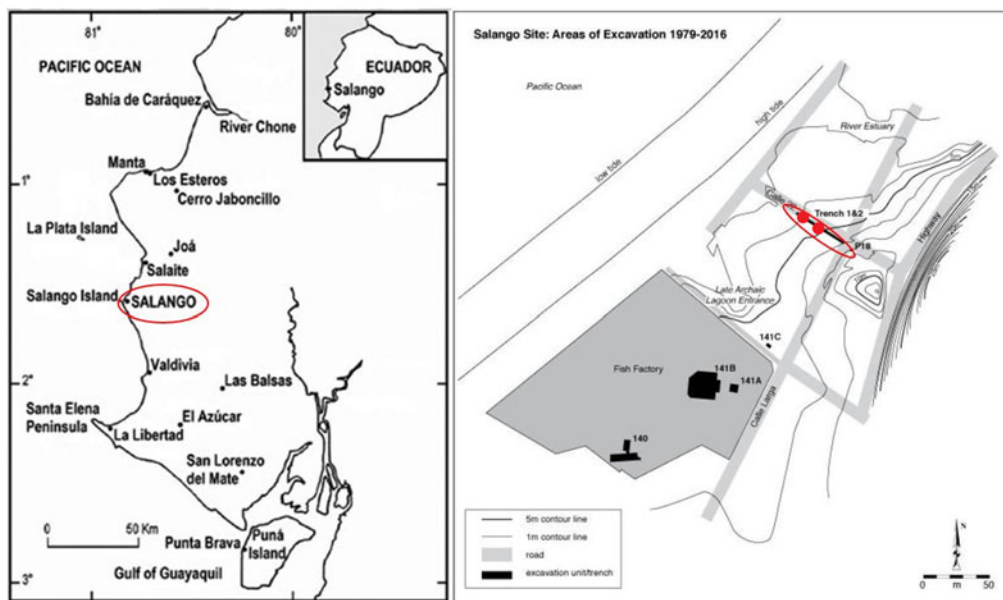 81
80
PACIFIC OCEAN
ECUADOR
Salango
Bahia de Caráquez
River Chone
Manta
Los Esteros
Cerro Jaboncillo
1°
La Plata Island
Joá
Salaite
Salango Island
SALANGO
Valdivia
2°
Las Balsas
Santa Elena
Peninsula
El Azúcar
La Libertad
San Lorenzo
del Mate
0 50 Km
Punta Brava
Puná
Island
Gulf of Guayaquil
3°
Salango Site: Areas of Excavation 1979-2016
Pacific Ocean
high tide
low tide
River Estuary
Trench 1&2
P18
Highway
Late Archaic
Lagoon Entrance
141C
Fish Factory
141B
141A
Calle Larga
140
5m contour line
1m contour line
road
excavation unit/trench
N
0 m 50